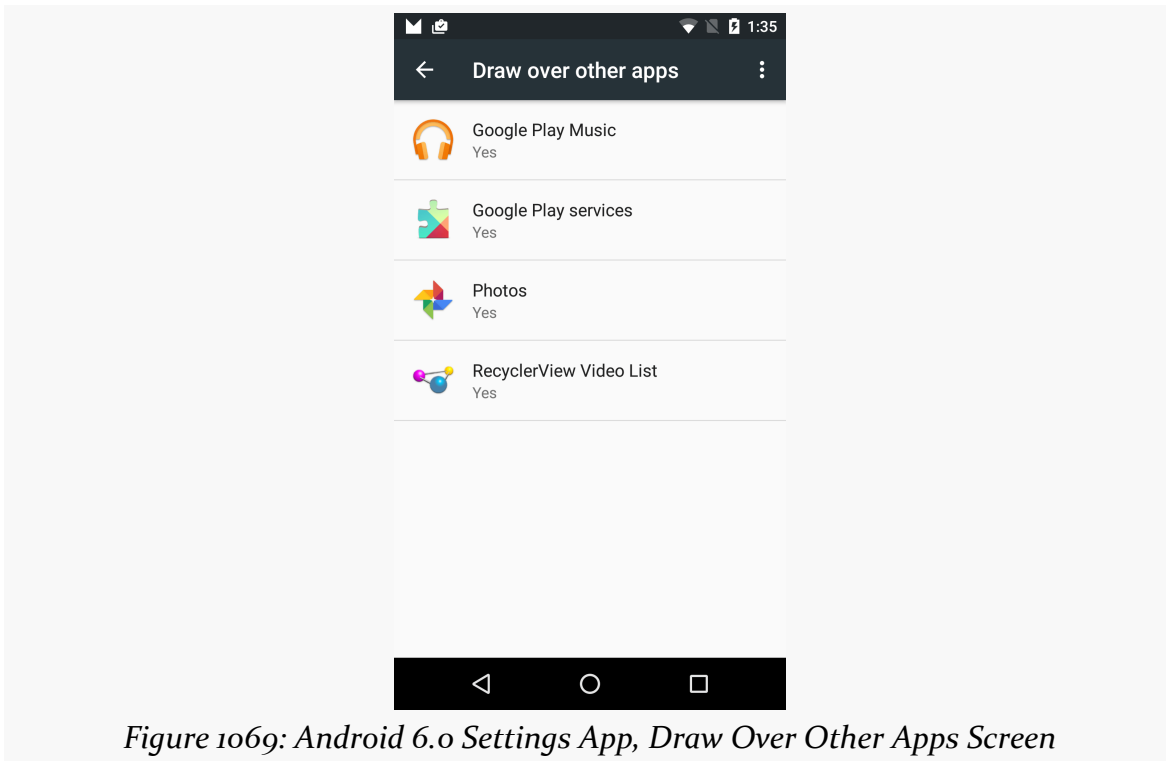 1:35
Draw over other apps
Google Play Music
Yes
Google Play services
Yes
Photos
Yes
RecyclerView Video List
Yes
Figure 1069: Android 6.0 Settings App, Draw Over Other Apps Screen